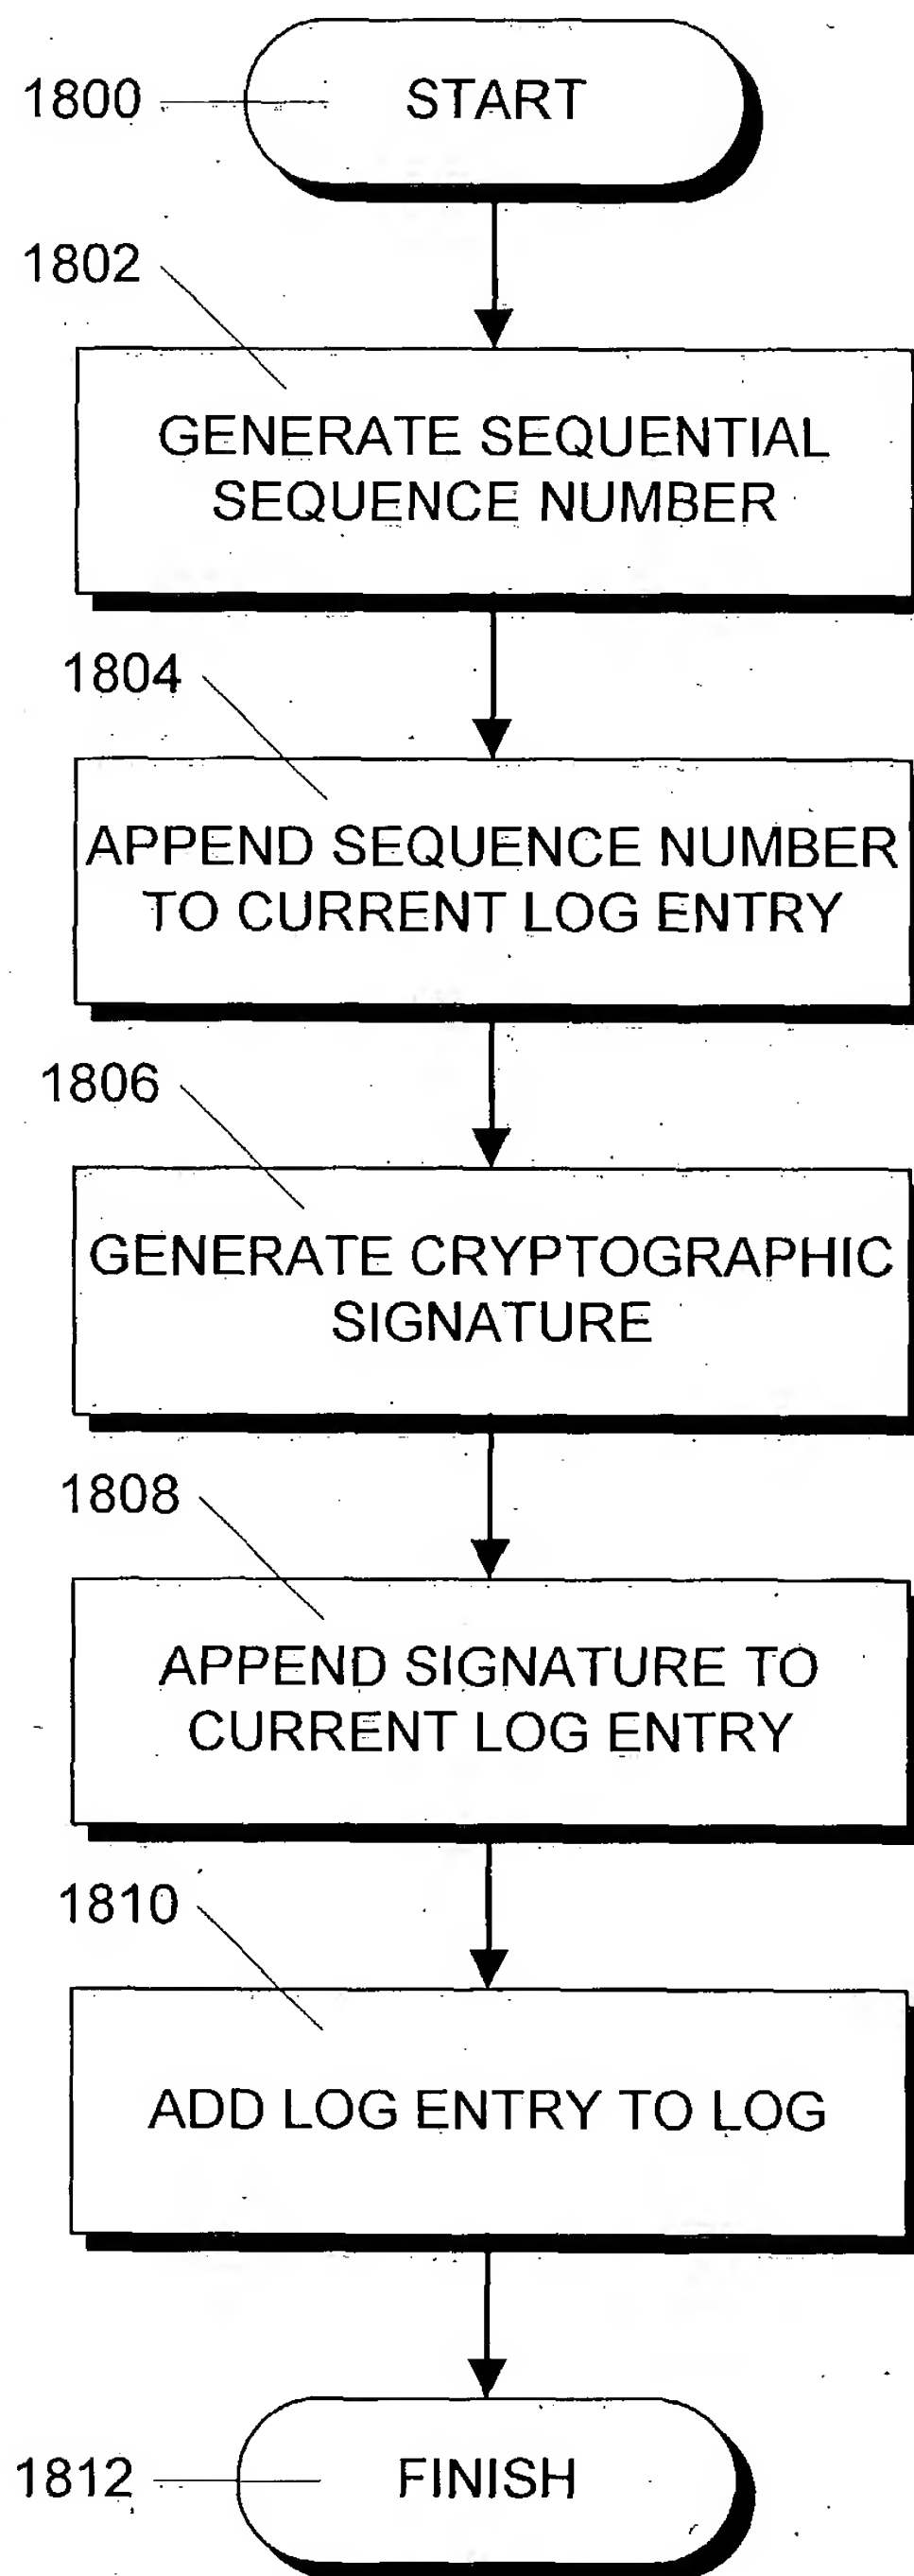 1800
START
1802
GENERATE SEQUENTIAL
SEQUENCE NUMBER
1804
APPEND SEQUENCE NUMBER
TO CURRENT LOG ENTRY
1806
GENERATE CRYPTOGRAPHIC
SIGNATURE
1808
APPEND SIGNATURE TO
CURRENT LOG ENTRY
1810
ADD LOG ENTRY TO LOG
1812
FINISH